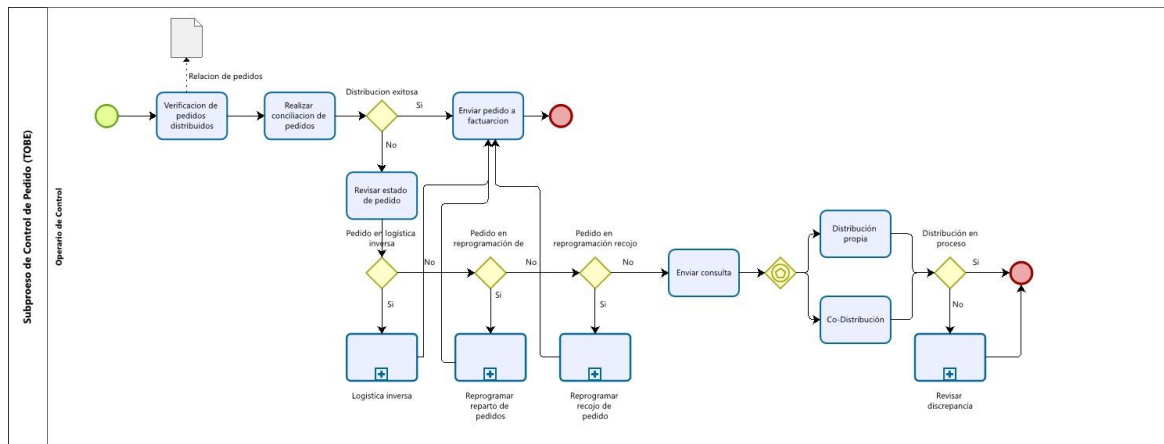 Subproeso de Control de Pedido (TOBE)
Operario de Control
Relacion de pedidos
Verificacion de
pedidos
distribuidos
Realizar
conciliacion de
pedidos
Distribucion exitosa
Si
No
Enviar pedido a
factuarcion
Revisar estado
de pedido
Pedido en logística
inversa
No
Si
Pedido en
reprogramación de
No
Si
Pedido en
reprogramación recojo
No
Si
Enviar consulta
Distribución
propia
Co-Distribución
Distribución en
proceso
Si
No
Logistica inversa
Reprogramar
reparto de
pedidos
Reprogramar
recojo de
pedido
Revisar
discrepancia